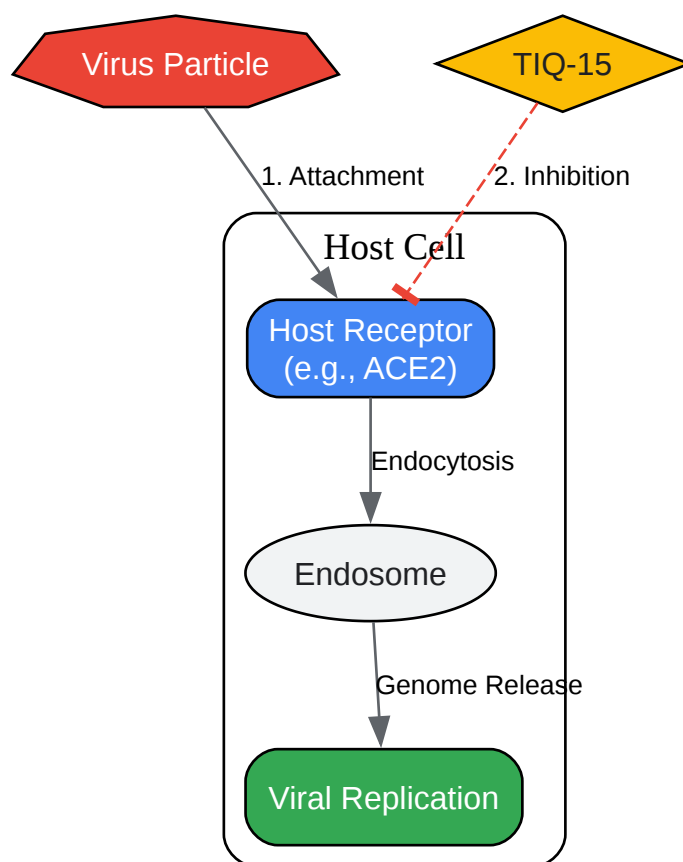 Virus Particle
TIQ-15
1. Attachment
2. Inhibition
Host Cell
Host Receptor
(e.g., ACE2)
Endocytosis
Endosome
Genome Release
Viral Replication